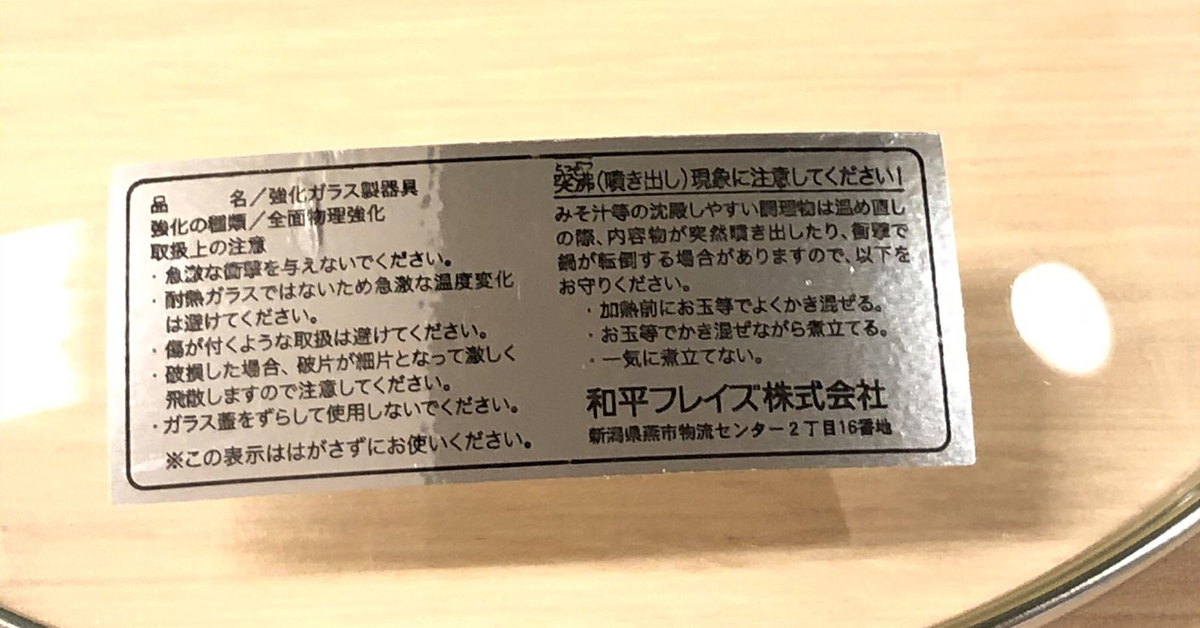 品　　　名／強化ガラス製器具
強化の種類／全面物理強化
取扱上の注意
・急激な衝撃を与えないでください。
・耐熱ガラスではないため急激な温度変化
は避けてください。
・傷が付くような取扱は避けてください。
・破損した場合、破片が細片となって激しく
飛散しますので注意してください。
・ガラス蓋をずらして使用しないでください。
※この表示ははがさずにお使いください。
とっぷつ
突沸(噴き出し)現象に注意してください!
みそ汁等の沈殿しやすい調理物は温め直し
の際、内容物が突然噴き出したり、衝撃で
鍋が転倒する場合がありますので、以下を
お守りください。
・加熱前にお玉等でよくかき混ぜる。
・お玉等でかき混ぜながら煮立てる。
・一気に煮立てない。
和平フレイズ株式会社
新潟県燕市物流センター2丁目16番地